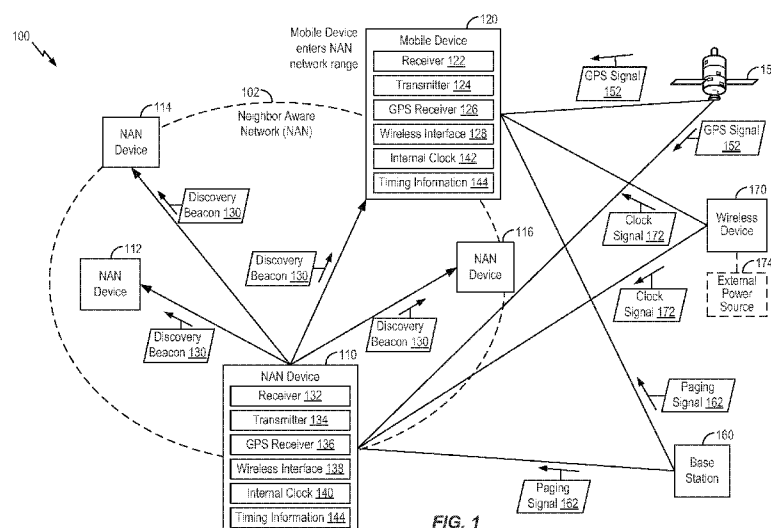 100
120
Mobile Device
enters NAN
network range
Mobile Device
Receiver 122
Transmitter 124
GPS Receiver 126
Wireless Interface 128
Internal Clock 142
Timing Information 144
GPS Signal
152
GPS Signal
152
102
Neighbor Aware
Network (NAN)
114
NAN
Device
Discovery
Beacon 130
112
NAN
Device
Discovery
Beacon 130
Discovery
Beacon 130
116
NAN
Device
Discovery
Beacon 130
170
Wireless
Device
174
External
Power
Source
Clock
Signal 172
Clock
Signal 172
Paging
Signal 162
160
Base
Station
Paging
Signal 162
110
NAN Device
Receiver 132
Transmitter 134
GPS Receiver 136
Wireless Interface 138
Internal Clock 140
Timing Information 144
FIG. 1